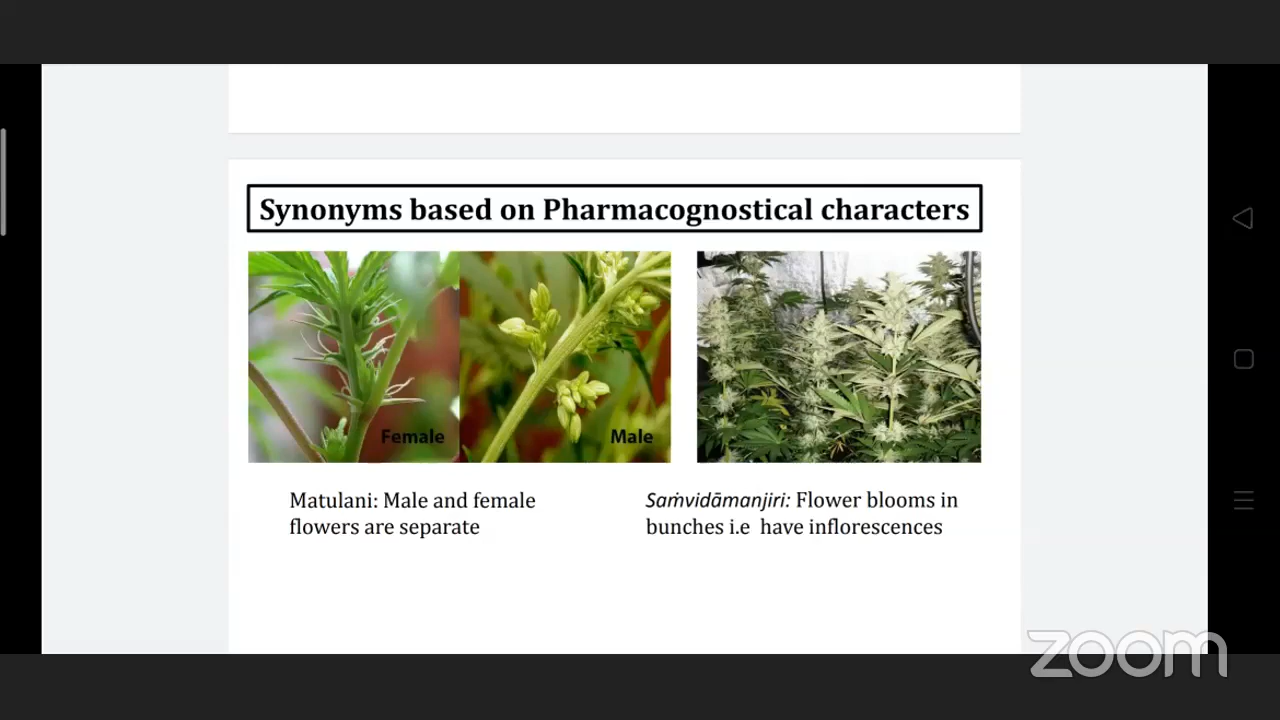 Synonyms based on Pharmacognostical characters
Female
Male
Matulani: Male and female
flowers are separate
Saṁvidāmanjiri: Flower blooms in
bunches i.e have inflorescences
zoom